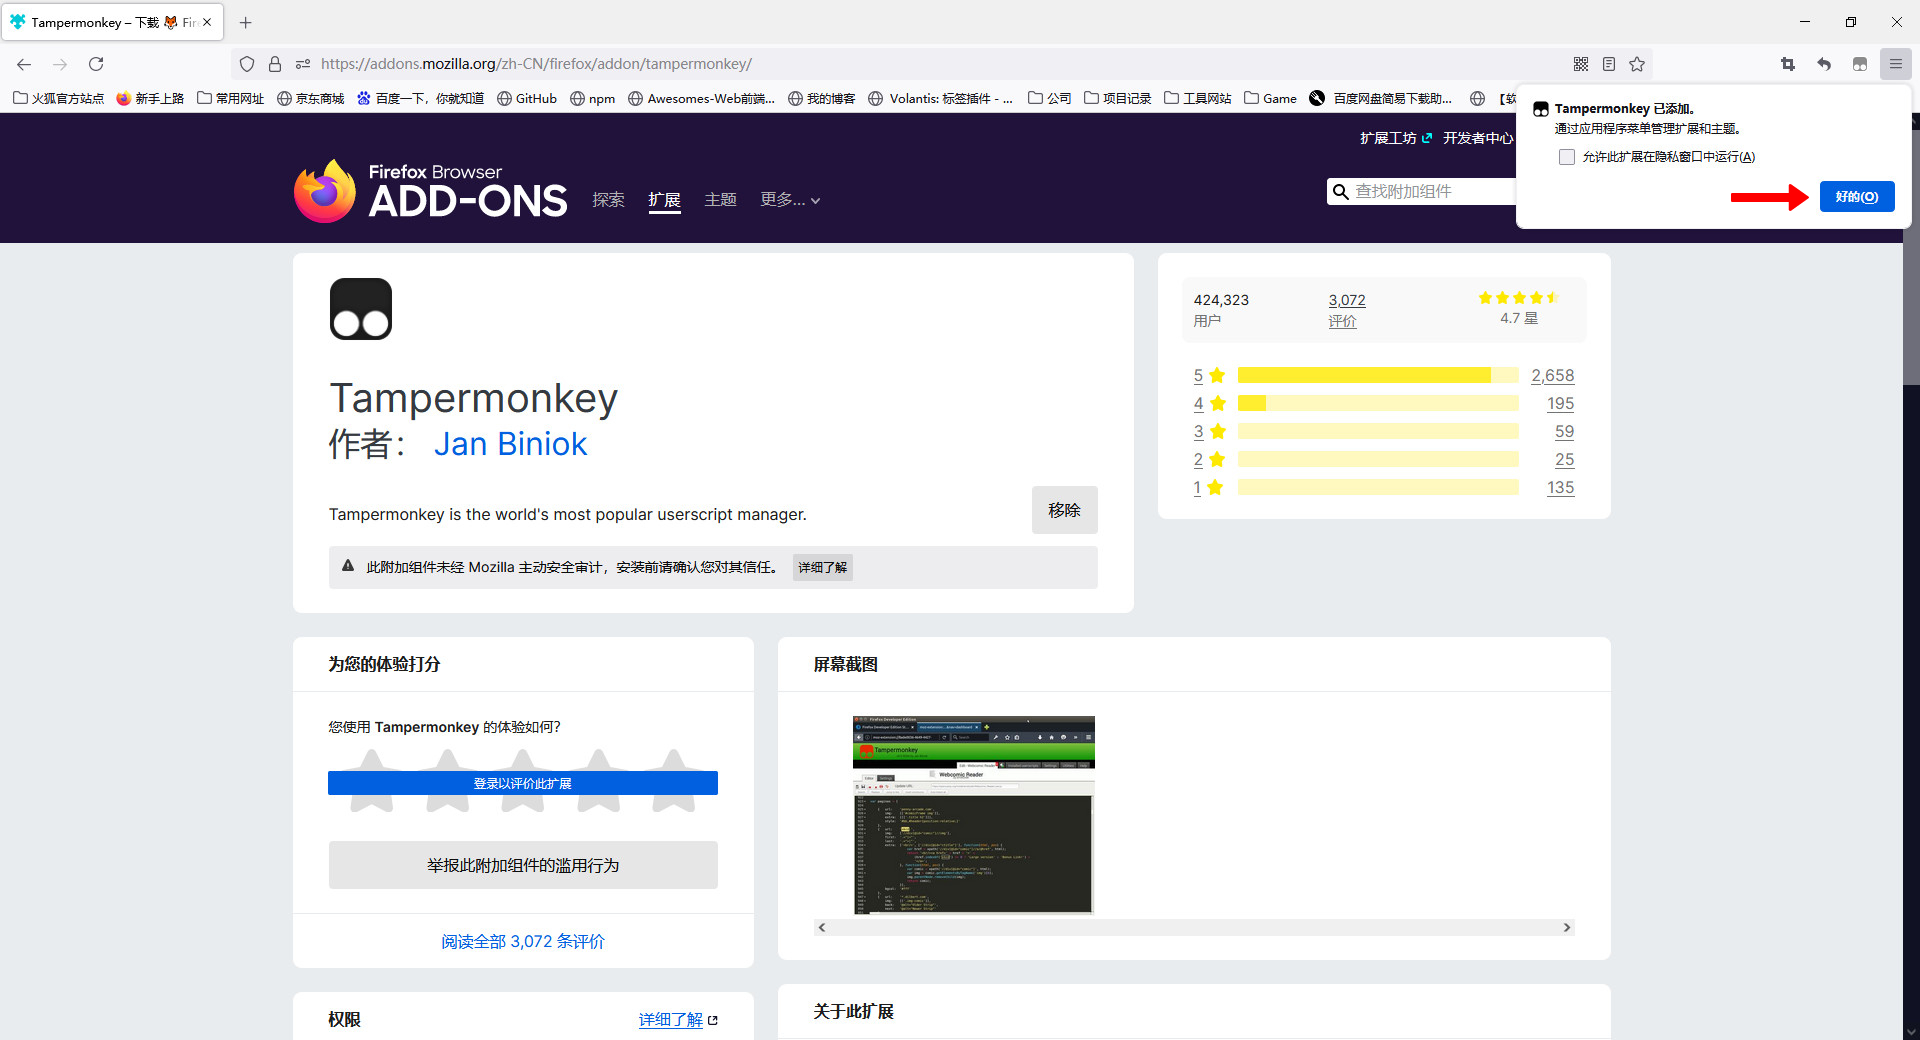 Tampermonkey – 下载 🦊 Fir
https://addons.mozilla.org/zh-CN/firefox/addon/tampermonkey/
火狐官方站点 新手上路 常用网址 京东商城 百度一下，你就知道 GitHub npm Awesomes-Web前端... 我的博客 Volantis: 标签插件 - ... 公司 项目记录 工具网站 Game 百度网盘简易下载助... 【软
Tampermonkey 已添加。
通过应用程序菜单管理扩展和主题。
允许此扩展在隐私窗口中运行(A)
好的(O)
扩展工坊 开发者中心
Firefox Browser
ADD-ONS
探索 扩展 主题 更多...
查找附加组件
Tampermonkey
作者： Jan Biniok
Tampermonkey is the world's most popular userscript manager.
移除
此附加组件未经 Mozilla 主动安全审计，安装前请确认您对其信任。 详细了解
424,323 3,072
用户 评价 4.7 星
5 2,658
4 195
3 59
2 25
1 135
为您的体验打分
您使用 Tampermonkey 的体验如何？
登录以评价此扩展
举报此附加组件的滥用行为
阅读全部 3,072 条评价
权限 详细了解
屏幕截图
Tampermonkey
Webcomic Reader
关于此扩展